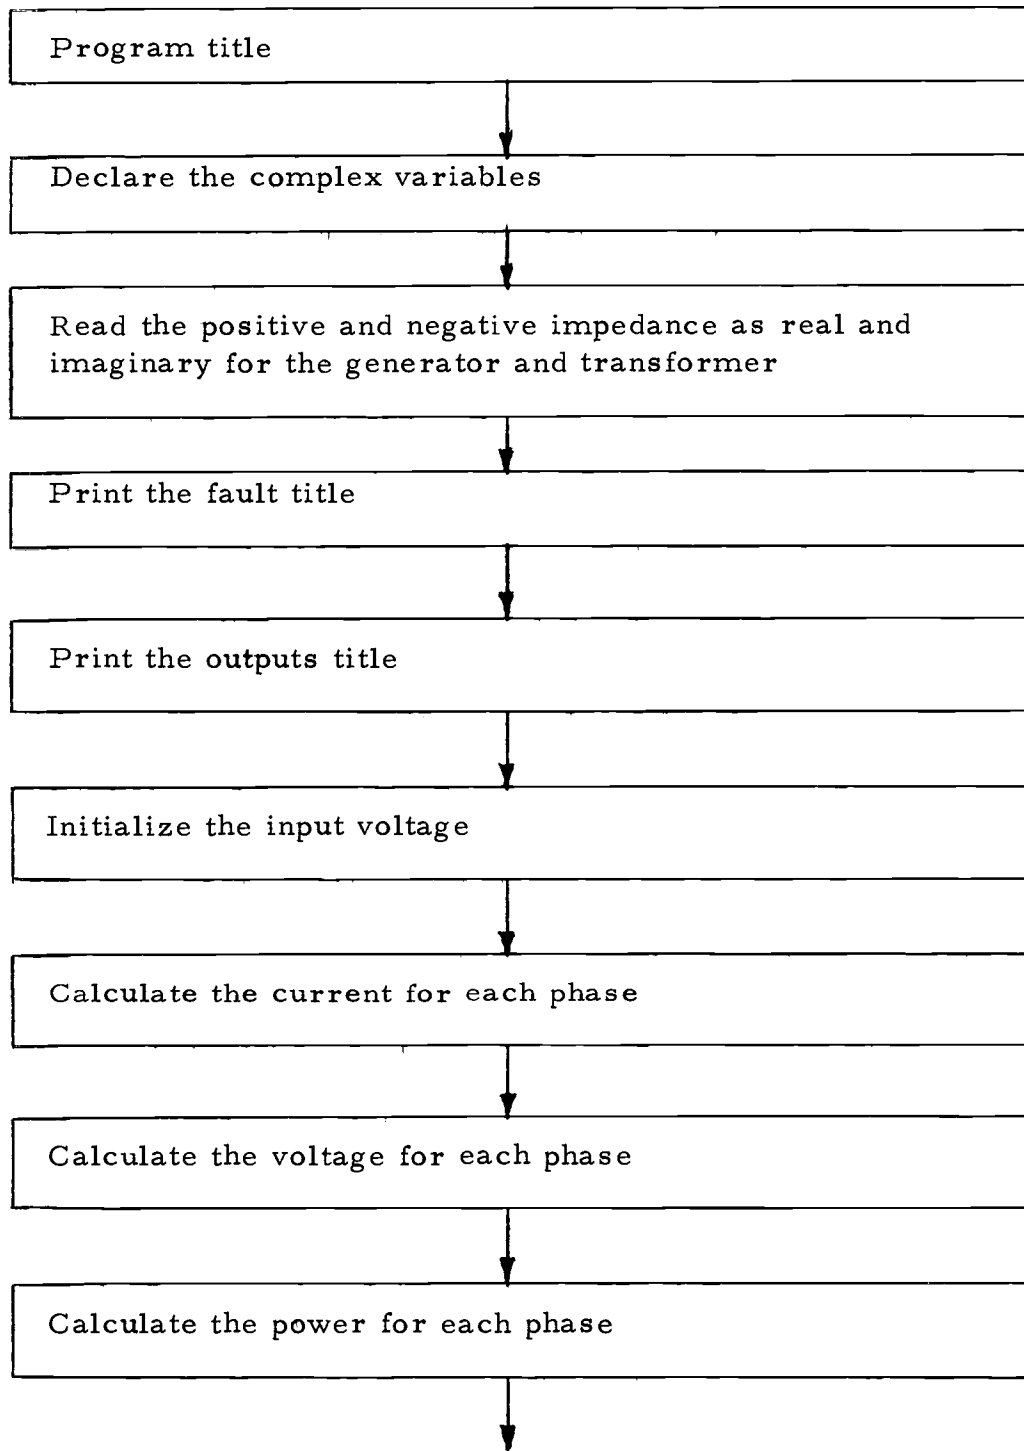 Program title
Declare the complex variables
Read the positive and negative impedance as real and
imaginary for the generator and transformer
Print the fault title
Print the outputs title
Initialize the input voltage
Calculate the current for each phase
Calculate the voltage for each phase
Calculate the power for each phase